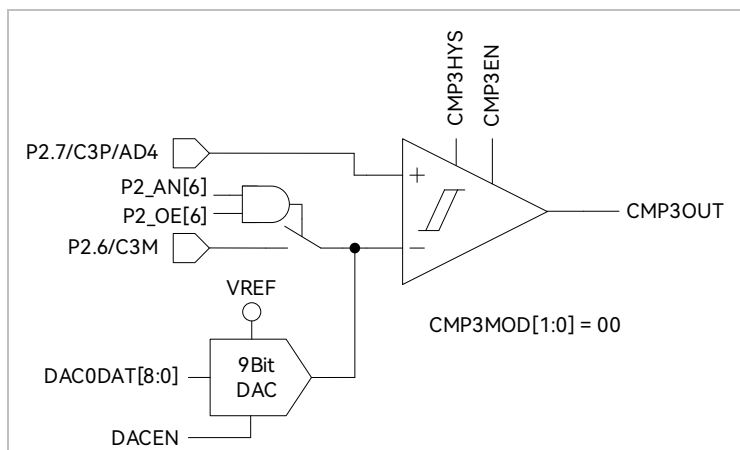 CMP3HYS
CMP3EN
P2.7/C3P/AD4
+
P2_AN[6]
P2_OE[6]
P2.6/C3M
−
CMP3OUT
VREF
CMP3MOD[1:0] = 00
9Bit
DAC
DAC0DAT[8:0]
DACEN